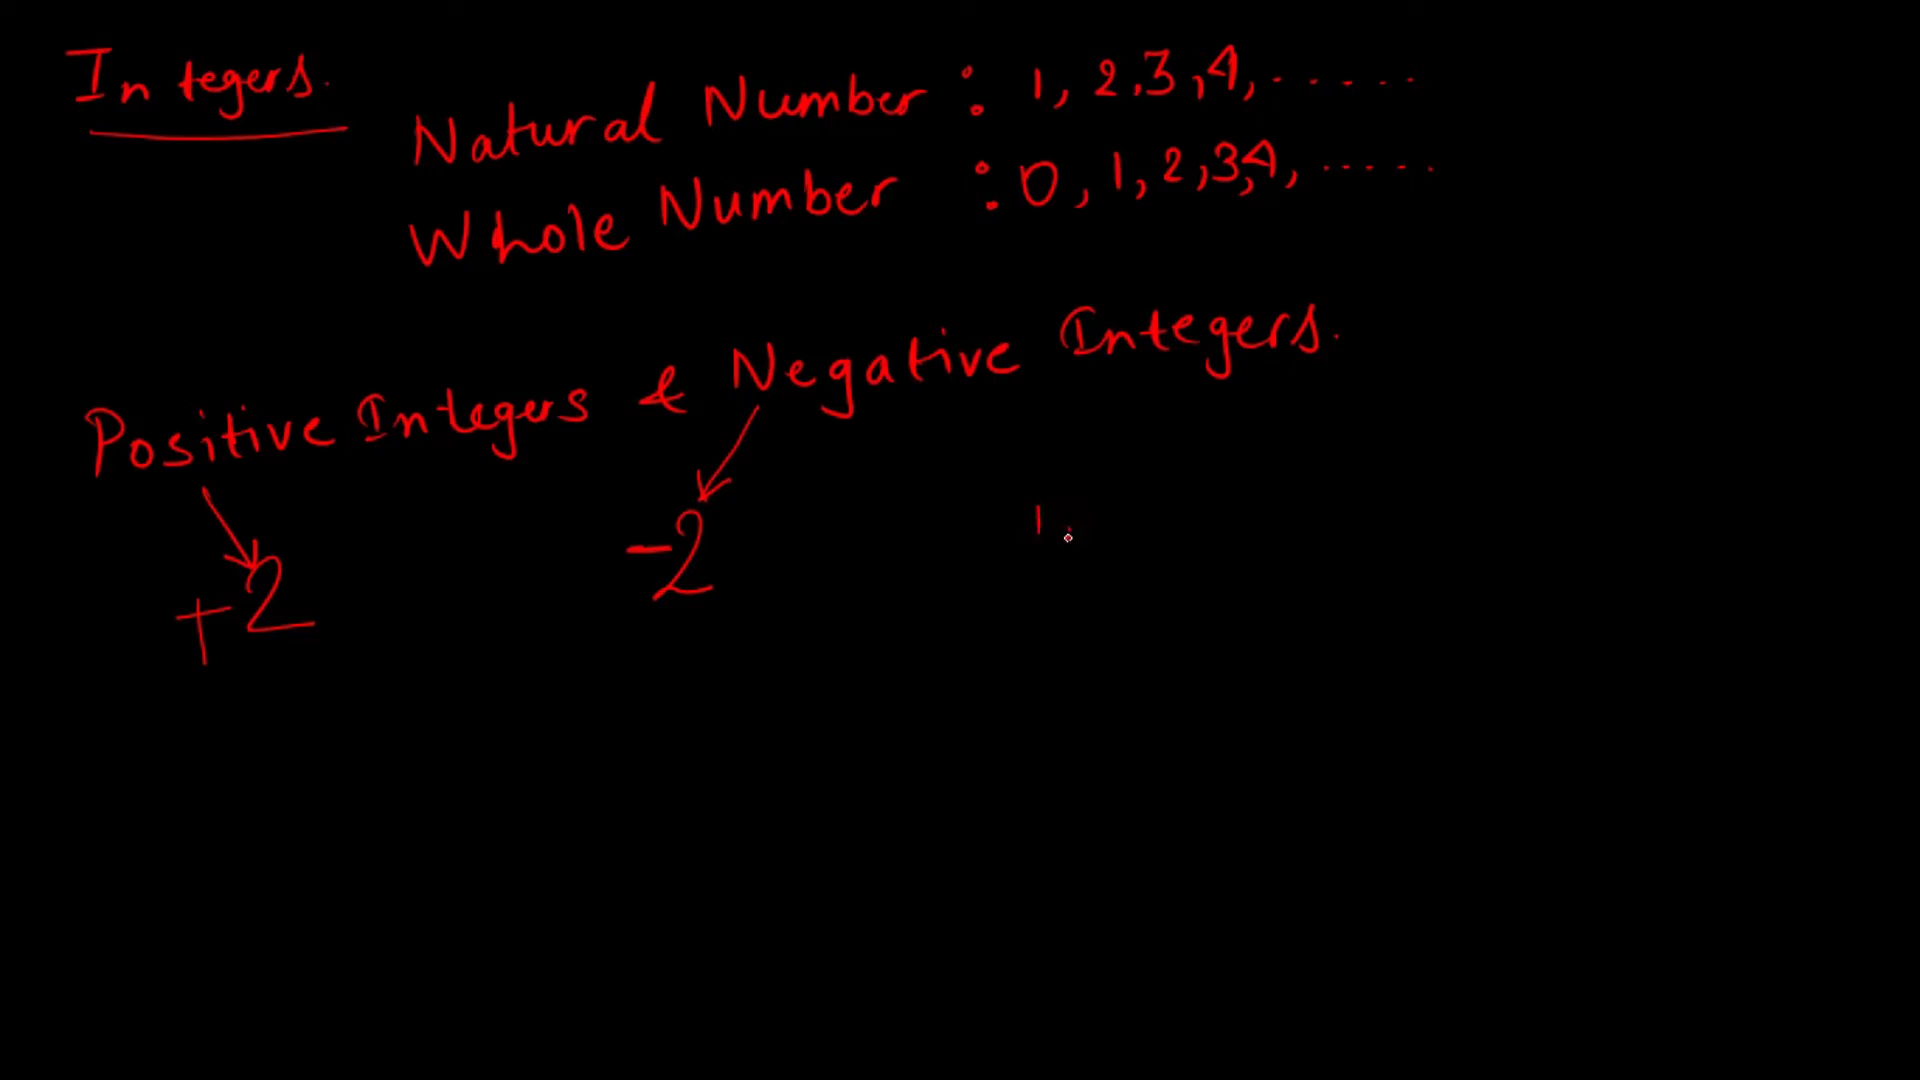 Integers.
Natural Number : 1, 2, 3, 4, ......
Whole Number : 0, 1, 2, 3, 4, ......
Positive Integers & Negative Integers.
+2
-2
1